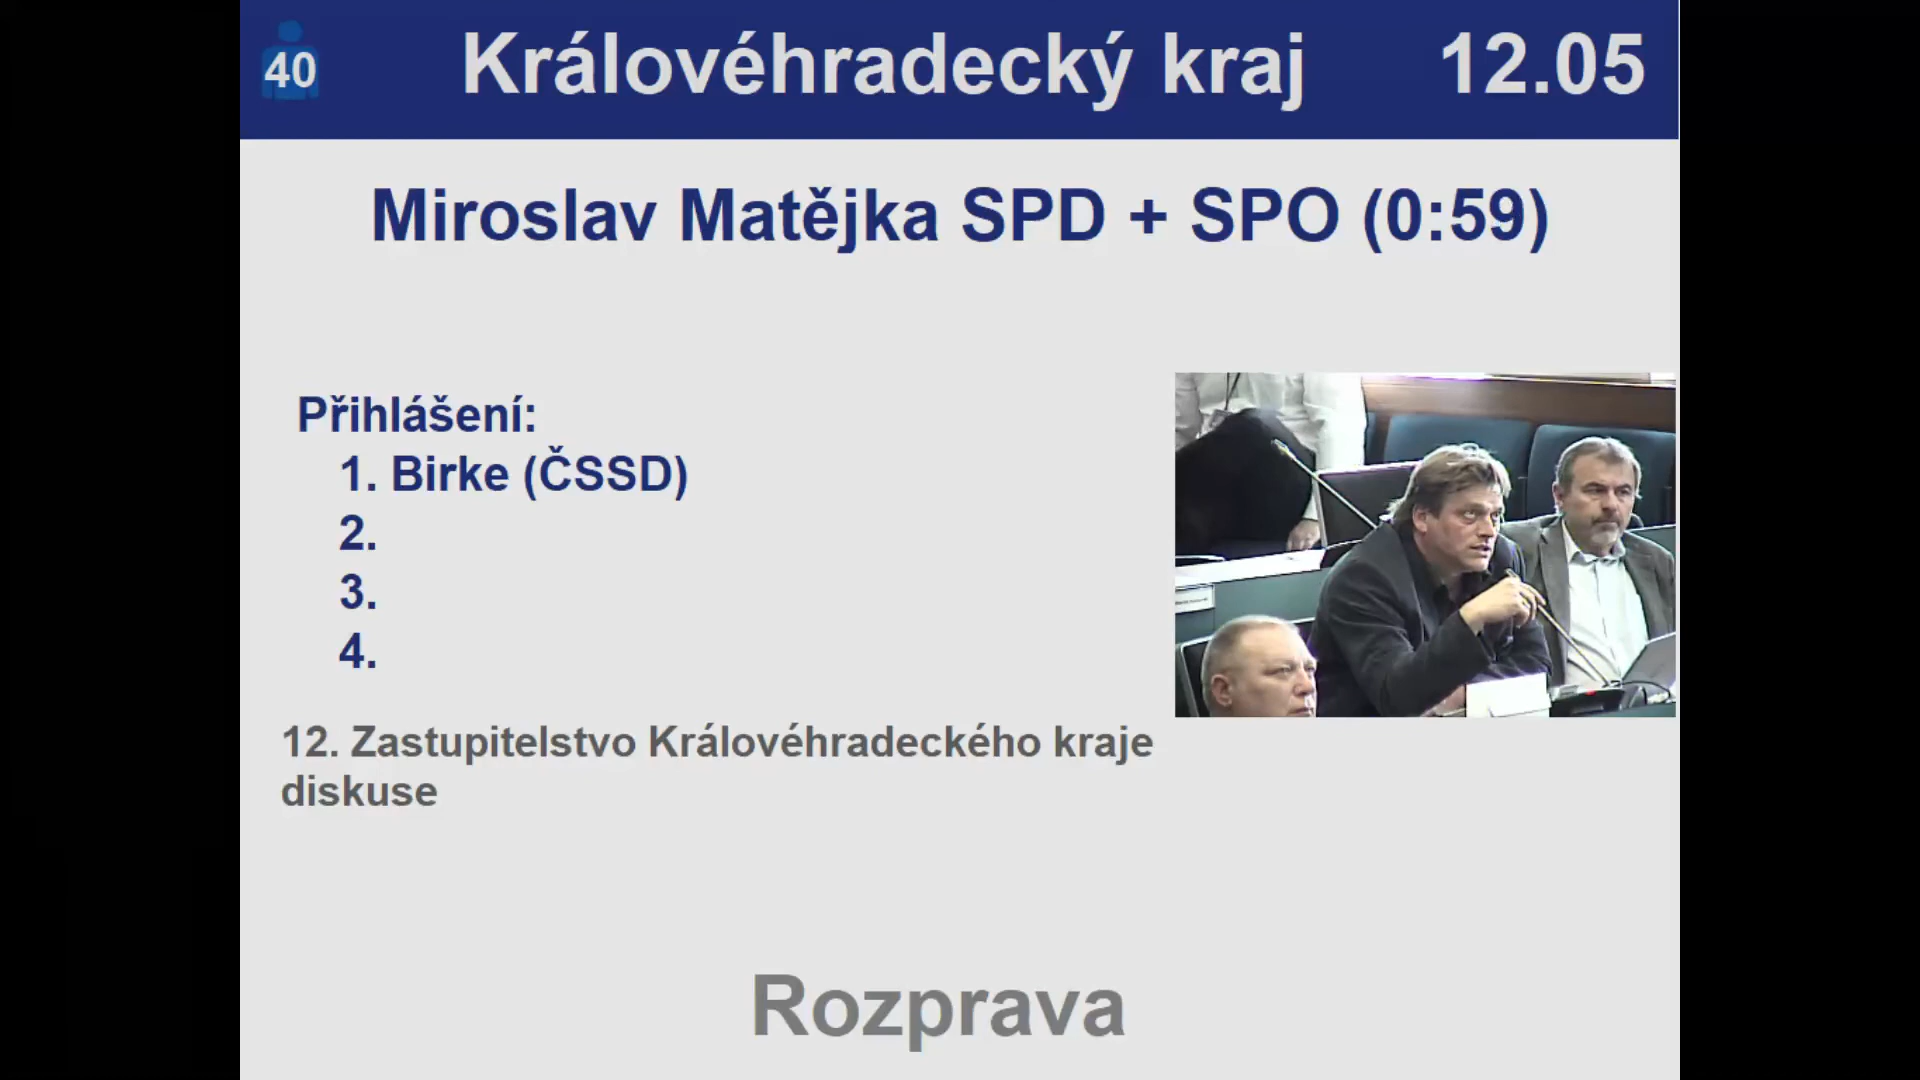 40
Královéhradecký kraj
12.05
Miroslav Matějka SPD + SPO (0:59)
Přihlášení:
1. Birke (ČSSD)
2.
3.
4.
12. Zastupitelstvo Královéhradeckého kraje
diskuse
Rozprava